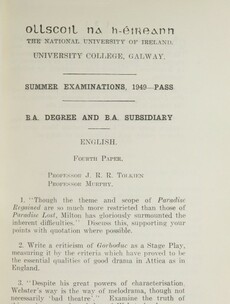 ollscoil na h-éireann
THE NATIONAL UNIVERSITY OF IRELAND.
UNIVERSITY COLLEGE, GALWAY.
SUMMER EXAMINATIONS, 1949—PASS
B.A. DEGREE AND B.A. SUBSIDIARY
ENGLISH.
Fourth Paper.
Professor J. R. R. Tolkien
Professor Murphy.
1. "Though the theme and scope of Paradise
Regained are so much more restricted than those of
Paradise Lost, Milton has gloriously surmounted the
inherent difficulties." Discuss this, supporting your
points with quotation where possible.
2. Write a criticism of Gorboduc as a Stage Play,
measuring it by the criteria which have proved to be
the essential qualities of good drama in Attica as in
England.
3. "Despite his great powers of characterisation,
Webster's way is the way of melodrama, though not
necessarily 'bad theatre'." Examine the truth of